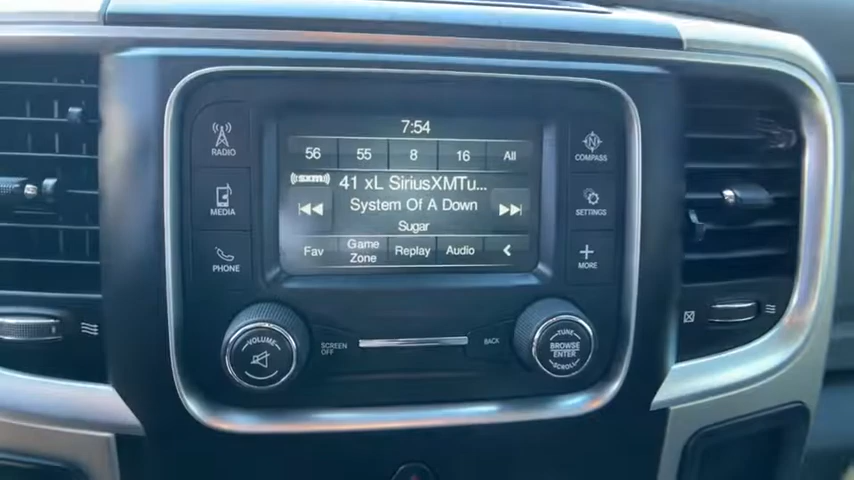 7:54
56 55 8 16 All
((SXM)) 41 xL SiriusXMTu...
System Of A Down
Sugar
Fav Game Zone Replay Audio
RADIO
MEDIA
PHONE
COMPASS
SETTINGS
MORE
VOLUME
SCREEN OFF
BACK
TUNE
BROWSE
ENTER
SCROLL